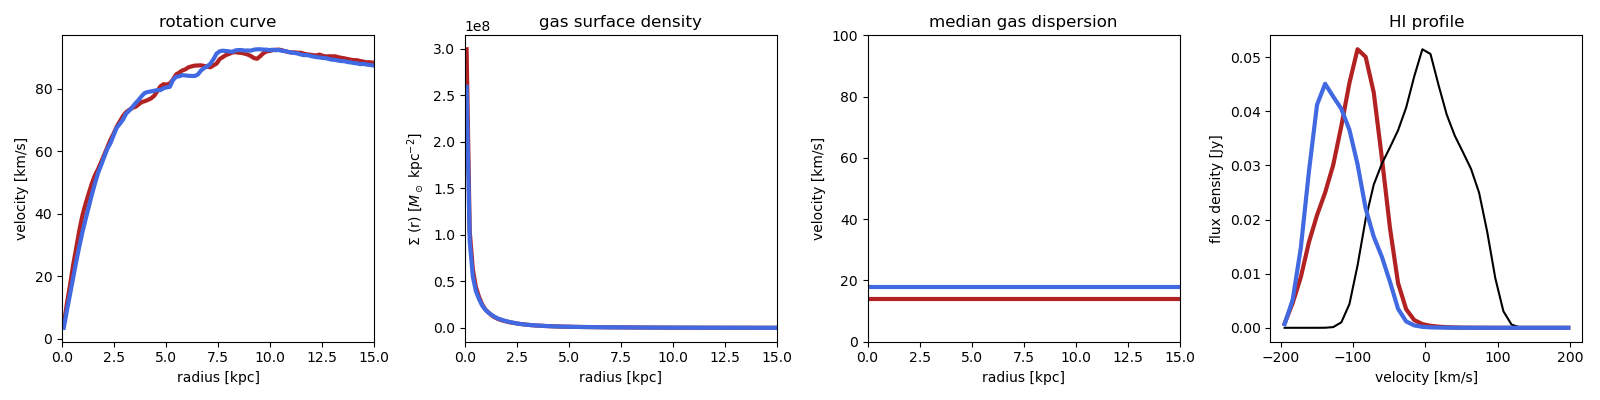 rotation curve
velocity [km/s]
80
60
40
20
0
0.0 2.5 5.0 7.5 10.0 12.5 15.0
radius [kpc]
gas surface density
1e8
Σ (r) [M⊙ kpc⁻²]
3.0
2.5
2.0
1.5
1.0
0.5
0.0
0.0 2.5 5.0 7.5 10.0 12.5 15.0
radius [kpc]
median gas dispersion
velocity [km/s]
100
80
60
40
20
0
0.0 2.5 5.0 7.5 10.0 12.5 15.0
radius [kpc]
HI profile
flux density [Jy]
0.05
0.04
0.03
0.02
0.01
0.00
−200 −100 0 100 200
velocity [km/s]